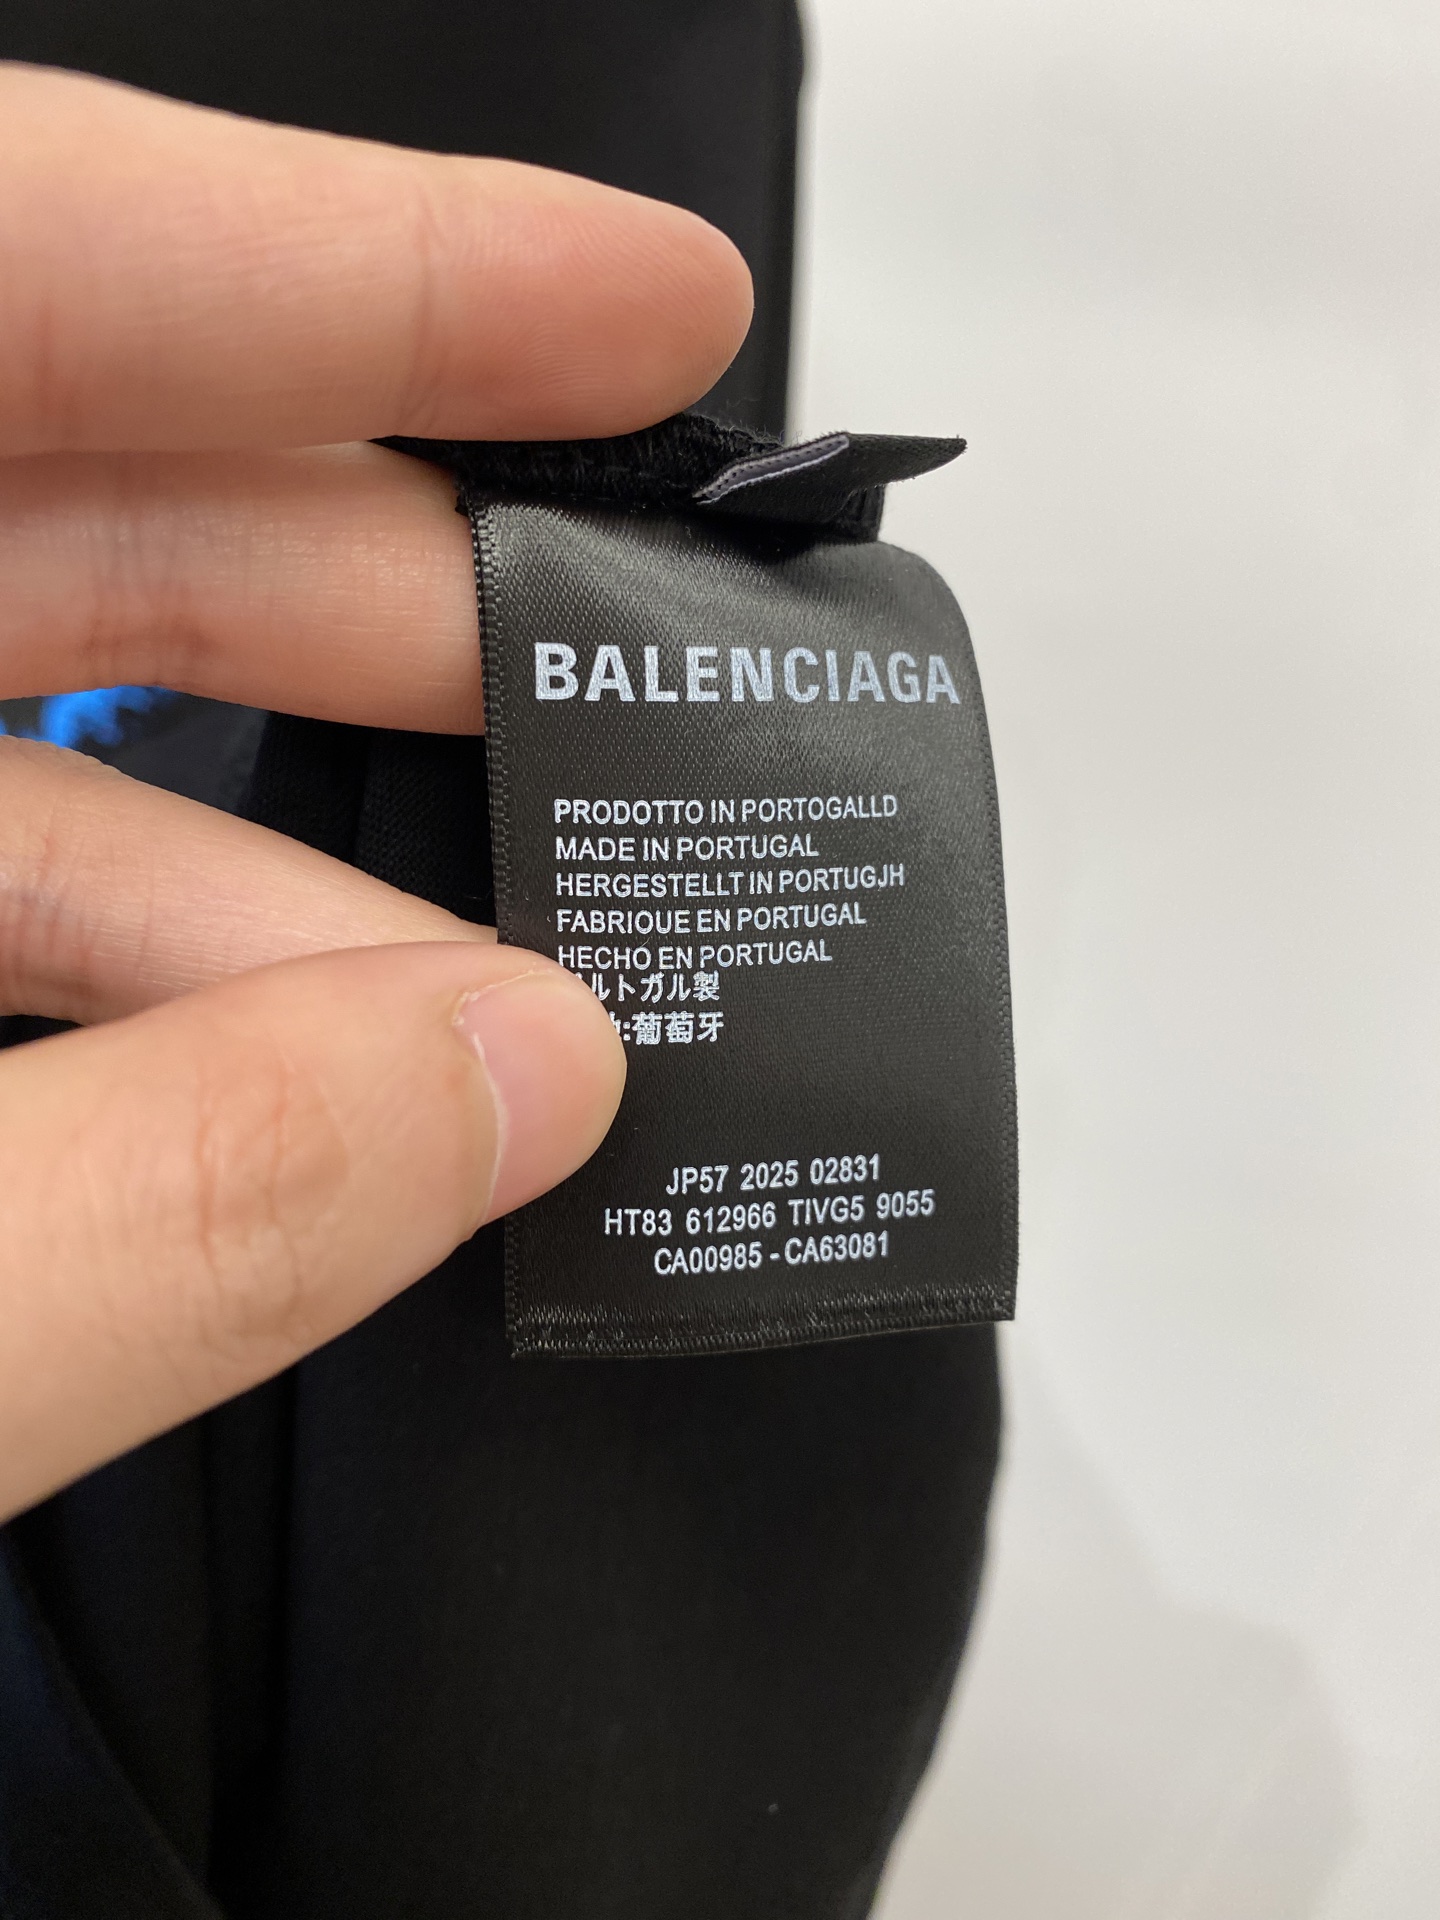 BALENCIAGA
PRODOTTO IN PORTOGALLD
MADE IN PORTUGAL
HERGESTELLT IN PORTUGJH
FABRIQUE EN PORTUGAL
HECHO EN PORTUGAL
ルトガル製
:葡萄牙
JP57 2025 02831
HT83 612966 TIVG5 9055
CA00985 - CA63081